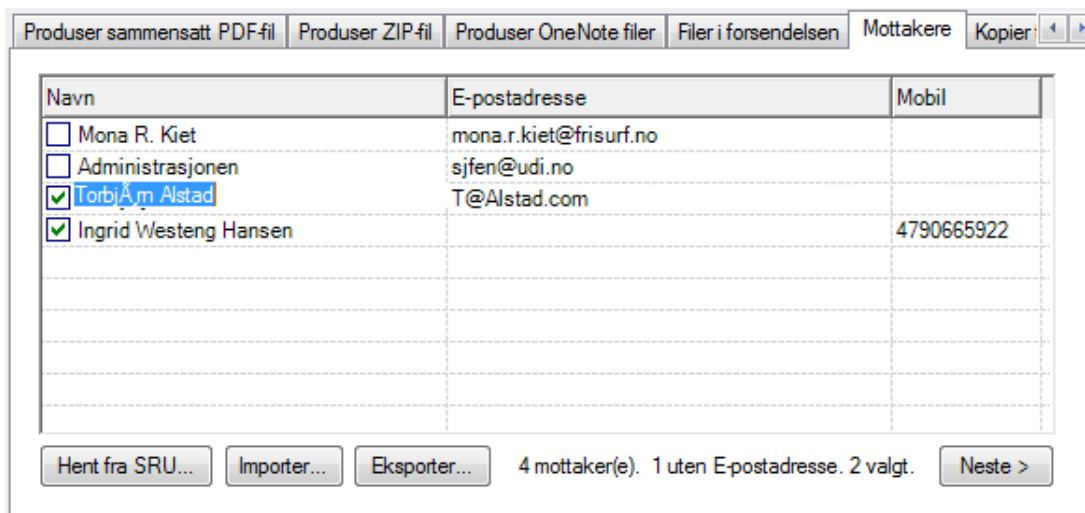 Produser sammensatt PDF-fil Produser ZIP-fil Produser OneNote filer Filer i forsendelsen Mottakere Kopier
Navn E-postadresse Mobil
Mona R. Kiet mona.r.kiet@frisurf.no
Administrasjonen sjfen@udi.no
TorbjÃ¸rn Alstad T@Alstad.com
Ingrid Westeng Hansen 4790665922
Hent fra SRU... Importer... Eksporter... 4 mottaker(e). 1 uten E-postadresse. 2 valgt. Neste >